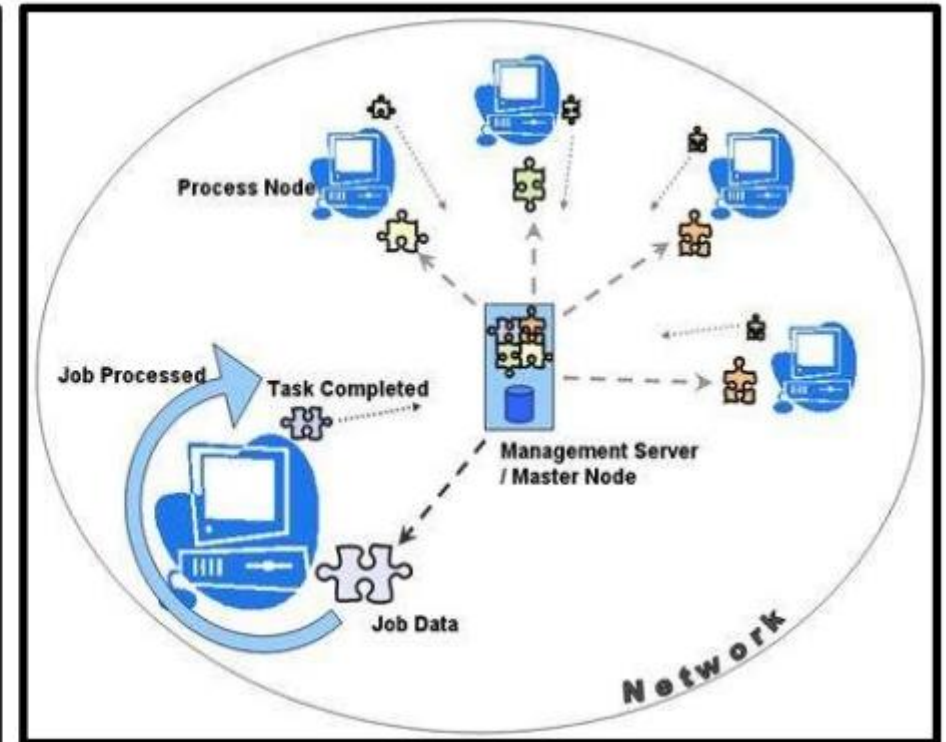 Process Node
Job Processed
Task Completed
Management Server
/ Master Node
Job Data
Network